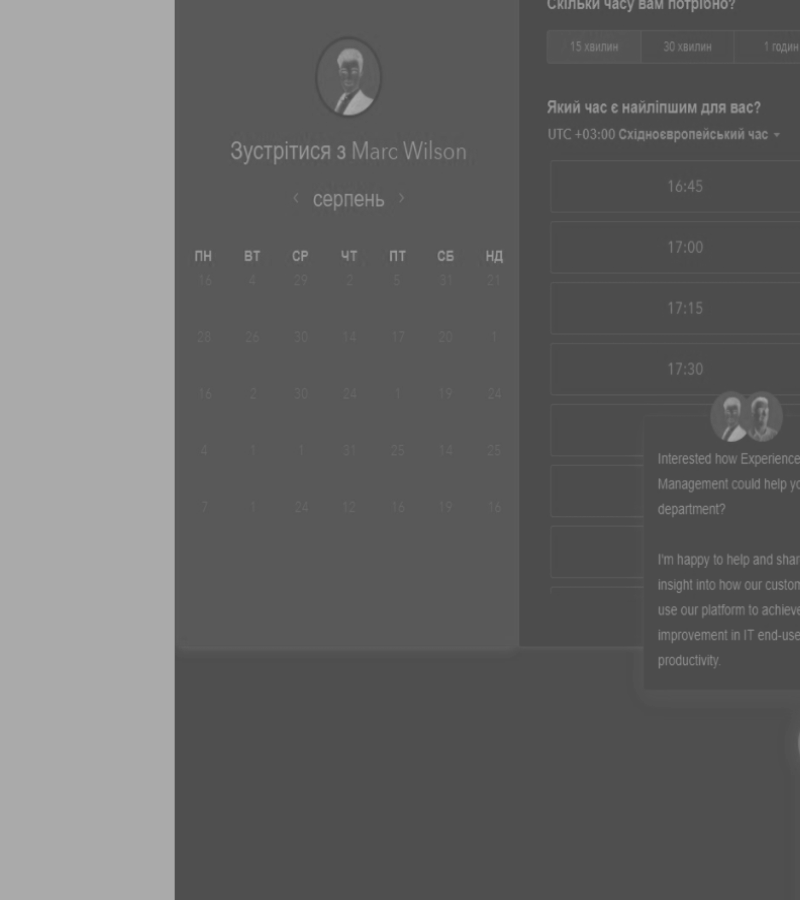 Скільки часу вам потрібно?
15 хвилин 30 хвилин 1 годин
Який час є найліпшим для вас?
UTC +03:00 Східноєвропейський час
Зустрітися з Marc Wilson
серпень
ПН ВТ СР ЧТ ПТ СБ НД
16 4 29 2 5 31 21
28 26 30 14 17 20 1
16 2 30 24 1 19 24
4 1 1 31 25 14 25
7 1 24 12 16 19 16
16:45
17:00
17:15
17:30
Interested how Experience
Management could help yo
department?
I'm happy to help and shar
insight into how our custom
use our platform to achieve
improvement in IT end-use
productivity.